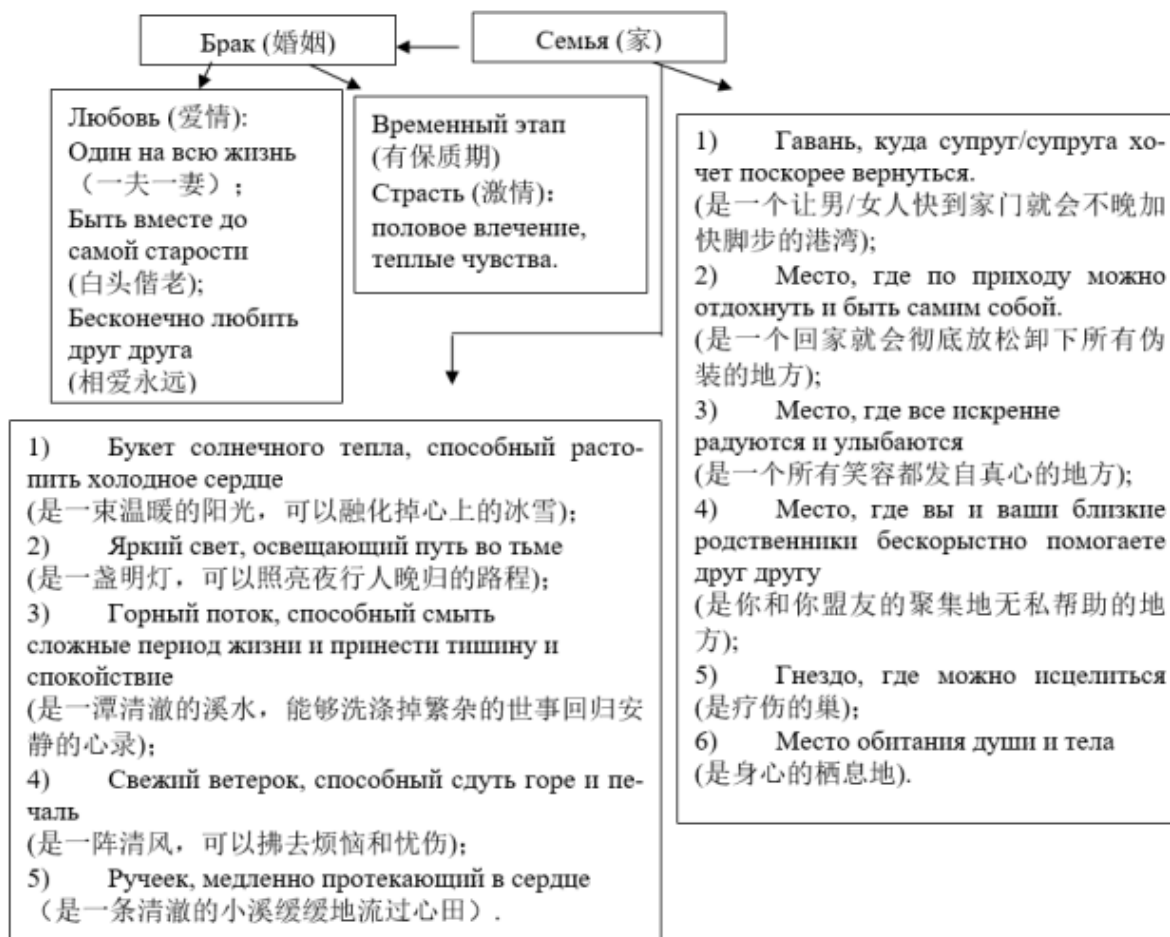 Брак (婚姻)
Семья (家)
Любовь (爱情):
Один на всю жизнь
（一夫一妻）;
Быть вместе до
самой старости
(白头偕老);
Бесконечно любить
друг друга
(相爱永远)
Временный этап
(有保质期)
Страсть (激情):
половое влечение,
теплые чувства.
1) Гавань, куда супруг/супруга хо-
чет поскорее вернуться.
(是一个让男/女人快到家门就会不晚加
快脚步的港湾);
2) Место, где по приходу можно
отдохнуть и быть самим собой.
(是一个回家就会彻底放松卸下所有伪
装的地方);
3) Место, где все искренне
радуются и улыбаются
(是一个所有笑容都发自真心的地方);
4) Место, где вы и ваши близкие
родственники бескорыстно помогаете
друг другу
(是你和你盟友的聚集地无私帮助的地
方);
5) Гнездо, где можно исцелиться
(是疗伤的巢);
6) Место обитания души и тела
(是身心的栖息地).
1) Букет солнечного тепла, способный расто-
пить холодное сердце
(是一束温暖的阳光，可以融化掉心上的冰雪);
2) Яркий свет, освещающий путь во тьме
(是一盏明灯，可以照亮夜行人晚归的路程);
3) Горный поток, способный смыть
сложные период жизни и принести тишину и
спокойствие
(是一潭清澈的溪水，能够洗涤掉繁杂的世事回归安
静的心录);
4) Свежий ветерок, способный сдуть горе и пе-
чаль
(是一阵清风，可以拂去烦恼和忧伤);
5) Ручеек, медленно протекающий в сердце
（是一条清澈的小溪缓缓地流过心田）.